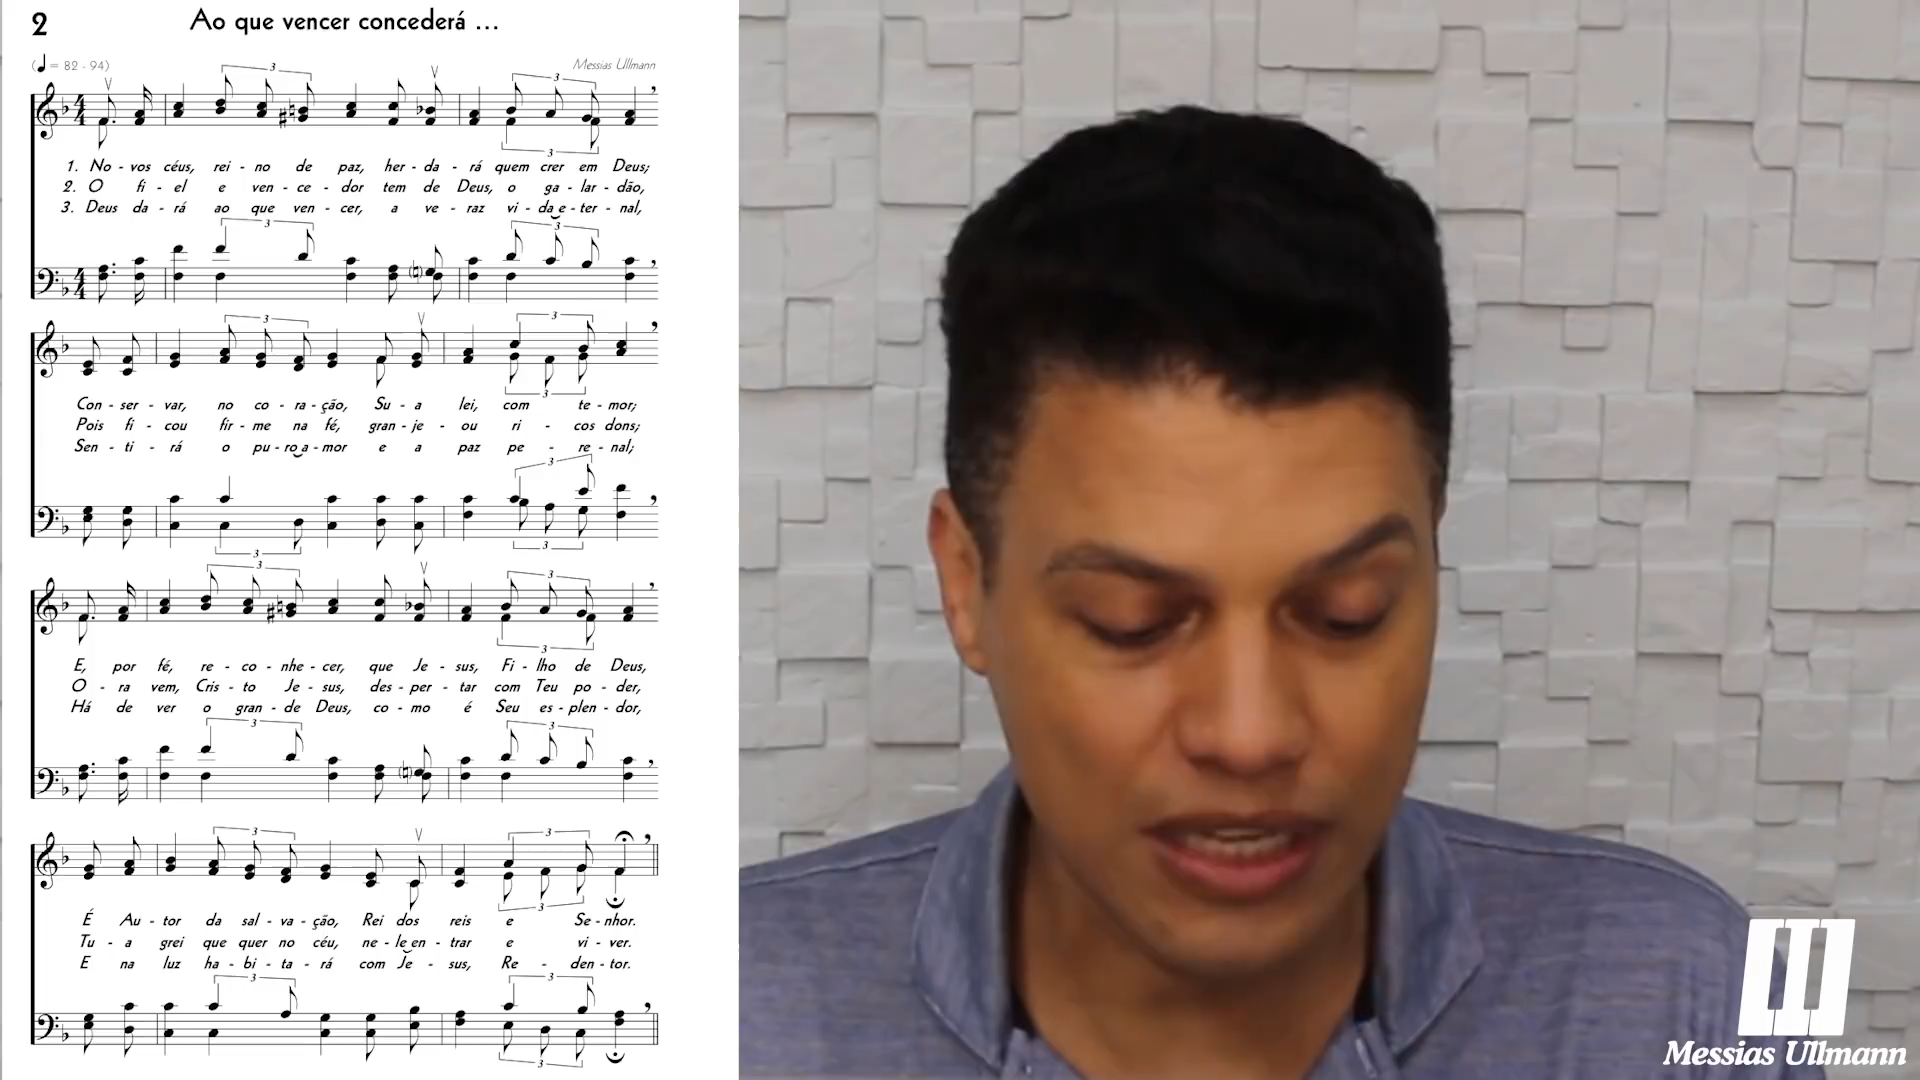 2
Ao que vencer concederá ...
(♩ = 82 - 94)
Messias Ullmann
1. No - vos céus, rei - no de paz, her - da - rá quem crer em Deus;
2. O fi - el e ven - ce - dor tem de Deus, o ga - lar - dão,
3. Deus da - rá ao que ven - cer, a ve - raz vi - da‿e - ter - nal,
Con - ser - var, no co - ra - ção, Su - a lei, com te - mor;
Pois fi - cou fir - me na fé, gran - je - ou ri - cos dons;
Sen - ti - rá o pu - ro‿a - mor e a paz pe - re - nal;
E, por fé, re - co - nhe - cer, que Je - sus, Fi - lho de Deus,
O - ra vem, Cris - to Je - sus, des - per - tar com Teu po - der,
Há de ver o gran - de Deus, co - mo é Seu es - plen - dor,
É Au - tor da sal - va - ção, Rei dos reis e Se - nhor.
Tu - a grei que quer no céu, ne - le‿en - trar e vi - ver.
E na luz ha - bi - ta - rá com Je - sus, Re - den - tor.
Messias Ullmann